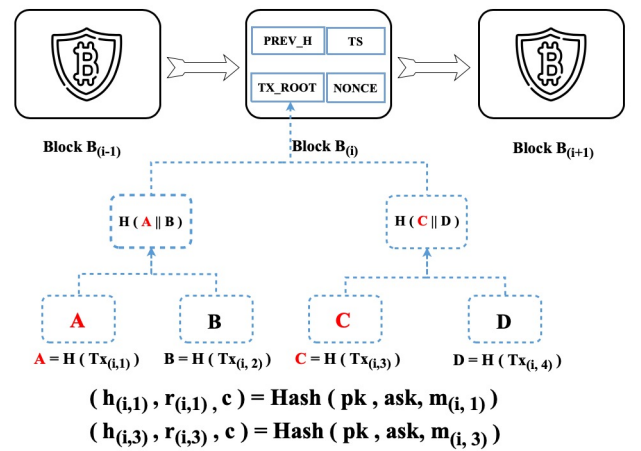 PREV_H TS
TX_ROOT NONCE
Block B(i-1) Block B(i) Block B(i+1)
H ( A || B ) H ( C || D )
A B C D
A = H ( Tx(i,1) ) B = H ( Tx(i, 2) ) C = H ( Tx(i,3) ) D = H ( Tx(i, 4) )
( h(i,1) , r(i,1) , c ) = Hash ( pk , ask, m(i, 1) )
( h(i,3) , r(i,3) , c ) = Hash ( pk , ask, m(i, 3) )